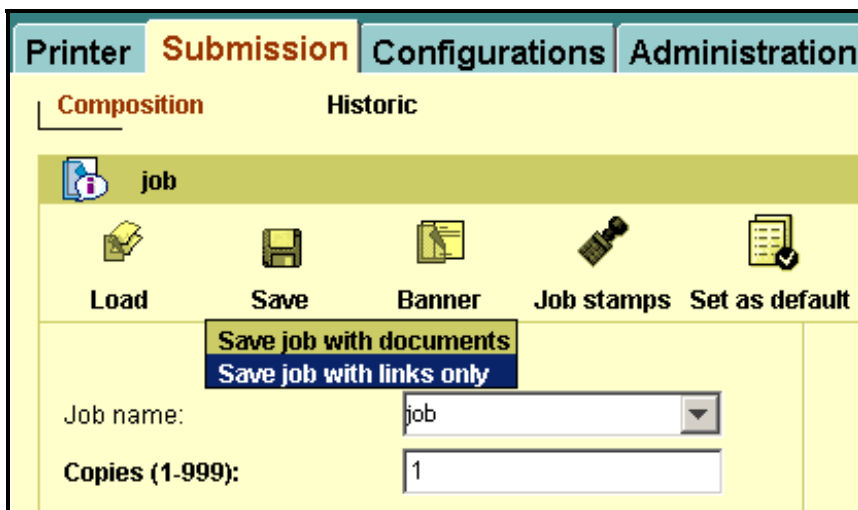 Printer Submission Configurations Administration
Composition Historic
job
Load Save Banner Job stamps Set as default
Save job with documents
Save job with links only
Job name: job
Copies (1-999): 1